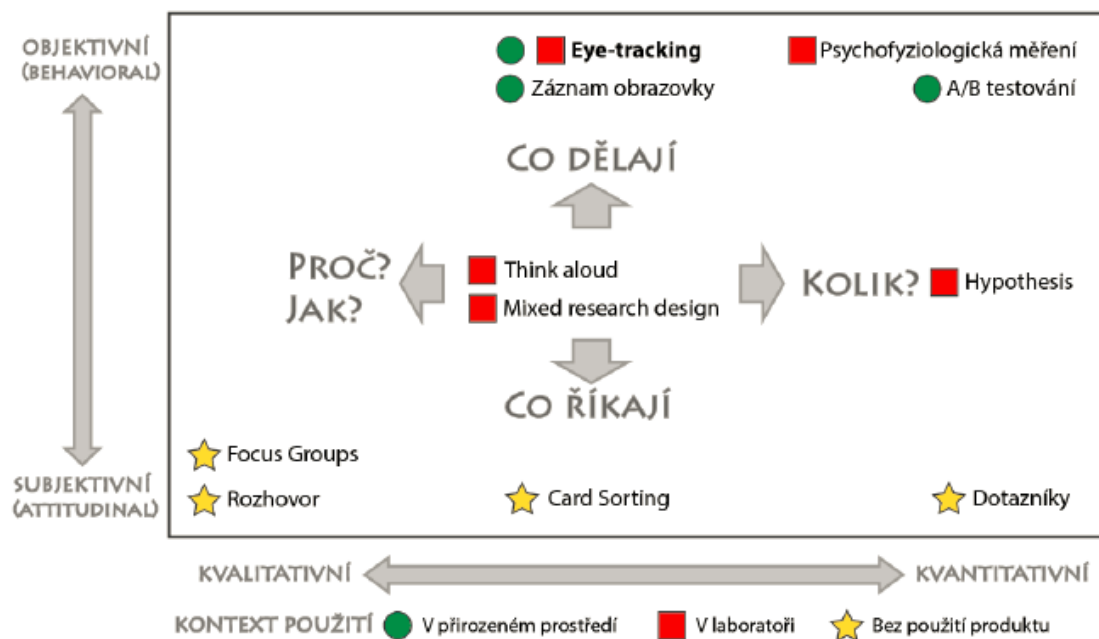 OBJEKTIVNÍ
(BEHAVIORAL)
Eye-tracking
Psychofyziologická měření
Záznam obrazovky
A/B testování
CO DĚLAJÍ
PROČ?
JAK?
Think aloud
Mixed research design
KOLIK?
Hypothesis
CO ŘÍKAJÍ
Focus Groups
SUBJEKTIVNÍ
(ATTITUDINAL)
Rozhovor
Card Sorting
Dotazníky
KVALITATIVNÍ
KVANTITATIVNÍ
KONTEXT POUŽITÍ
V přirozeném prostředí
V laboratoři
Bez použití produktu